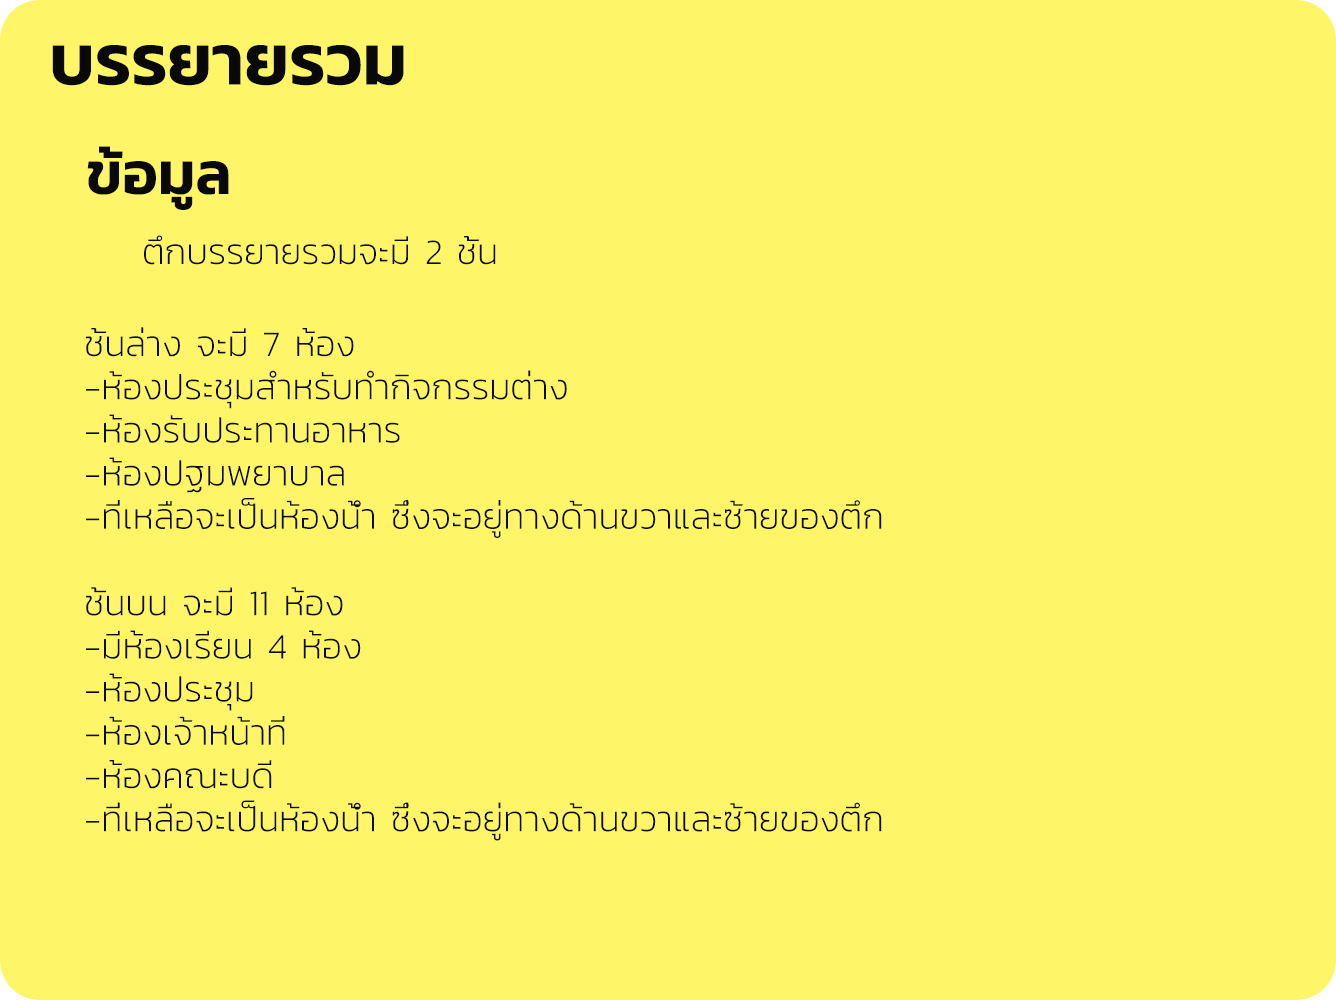 บรรยายรวม
ข้อมูล
ตึกบรรยายรวมจะมี 2 ชั้น
ชั้นล่าง จะมี 7 ห้อง
-ห้องประชุมสำหรับทำกิจกรรมต่าง
-ห้องรับประทานอาหาร
-ห้องปฐมพยาบาล
-ที่เหลือจะเป็นห้องน้ำ ซึ่งจะอยู่ทางด้านขวาและซ้ายของตึก
ชั้นบน จะมี 11 ห้อง
-มีห้องเรียน 4 ห้อง
-ห้องประชุม
-ห้องเจ้าหน้าที่
-ห้องคณะบดี
-ที่เหลือจะเป็นห้องน้ำ ซึ่งจะอยู่ทางด้านขวาและซ้ายของตึก